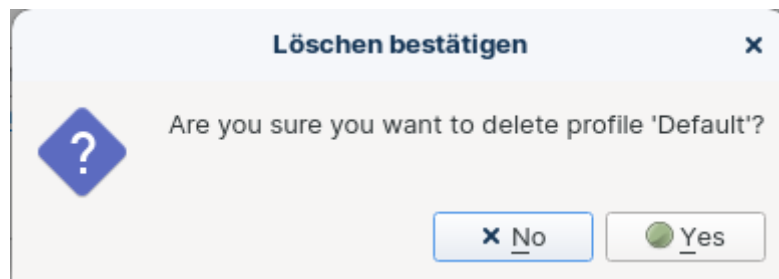 Löschen bestätigen
Are you sure you want to delete profile 'Default'?
No
Yes